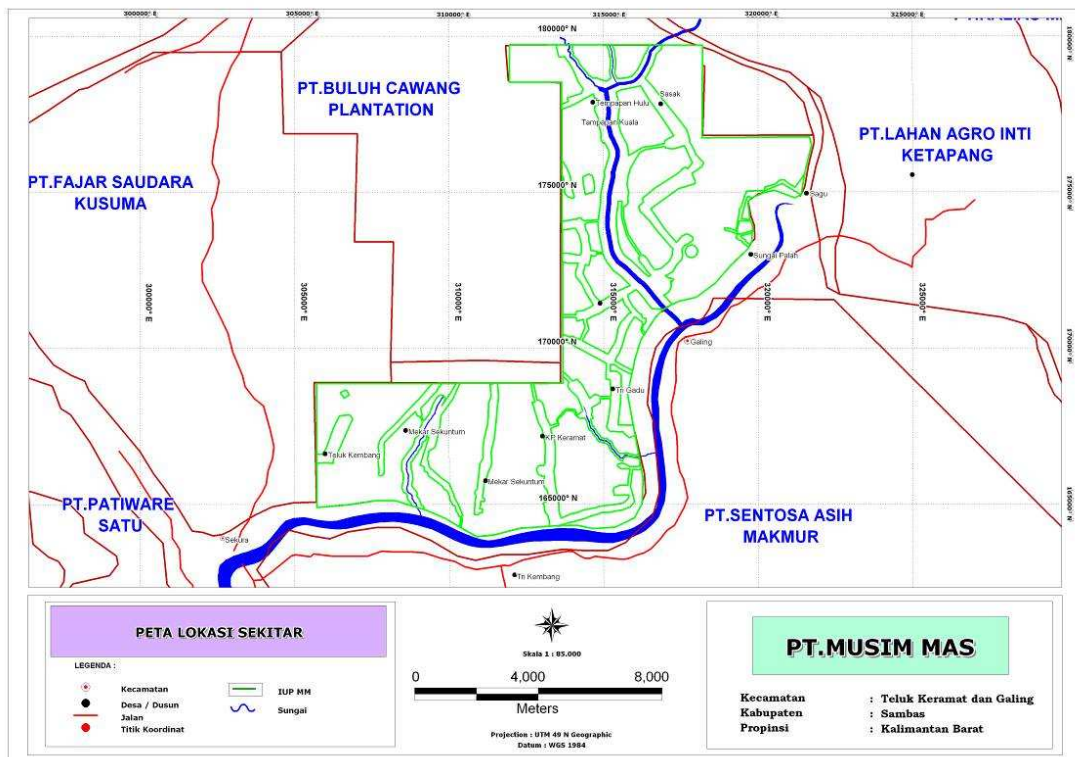 300000° E
305000° E
310000° E
315000° E
320000° E
325000° E
180000° N
180000° N
PT.BULUH CAWANG
PLANTATION
Sasak
Tempapan Hulu
Tampapan Kuala
PT.LAHAN AGRO INTI
KETAPANG
PT.FAJAR SAUDARA
KUSUMA
175000° N
175000° N
Sagu
Sungai Palah
300000° E
305000° E
310000° E
315000° E
320000° E
325000° E
170000° N
170000° N
Galing
Tri Gadu
Mekar Sekuntum
KP Keramat
Teluk Kembang
Mekar Sekuntum
165000° N
165000° N
PT.PATIWARE
SATU
PT.SENTOSA ASIH
MAKMUR
Sekura
Tri Kembang
PETA LOKASI SEKITAR
LEGENDA :
Kecamatan
Desa / Dusun
Jalan
Titik Koordinat
IUP MM
Sungai
Skala 1 : 85.000
0 4,000 8,000
Meters
Projection : UTM 49 N Geographic
Datum : WGS 1984
PT.MUSIM MAS
Kecamatan : Teluk Keramat dan Galing
Kabupaten : Sambas
Propinsi : Kalimantan Barat